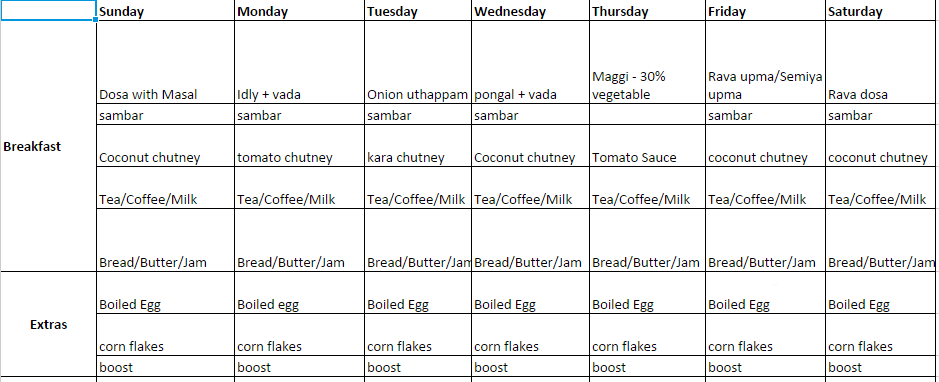 Sunday Monday Tuesday Wednesday Thursday Friday Saturday
Breakfast
Dosa with Masal Idly + vada Onion uthappam pongal + vada Maggi - 30% vegetable Rava upma/Semiya upma Rava dosa
sambar sambar sambar sambar sambar sambar
Coconut chutney tomato chutney kara chutney Coconut chutney Tomato Sauce coconut chutney coconut chutney
Tea/Coffee/Milk Tea/Coffee/Milk Tea/Coffee/Milk Tea/Coffee/Milk Tea/Coffee/Milk Tea/Coffee/Milk Tea/Coffee/Milk
Bread/Butter/Jam Bread/Butter/Jam Bread/Butter/Jam Bread/Butter/Jam Bread/Butter/Jam Bread/Butter/Jam Bread/Butter/Jam
Extras
Boiled Egg Boiled egg Boiled Egg Boiled Egg Boiled Egg Boiled Egg Boiled Egg
corn flakes corn flakes corn flakes corn flakes corn flakes corn flakes corn flakes
boost boost boost boost boost boost boost